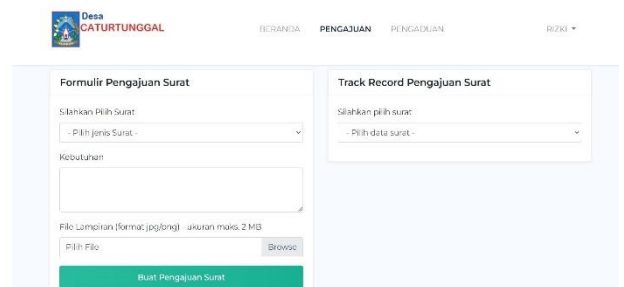 Desa
CATURTUNGGAL
BERANDA PENGAJUAN PENGADUAN RIZKI
Formulir Pengajuan Surat
Silahkan Pilih Surat
- Pilih jenis Surat -
Kebutuhan
File Lampiran (format jpg/png) ukuran maks. 2 MB
Pilih File Browse
Buat Pengajuan Surat
Track Record Pengajuan Surat
Silahkan pilih surat
- Pilih data surat -